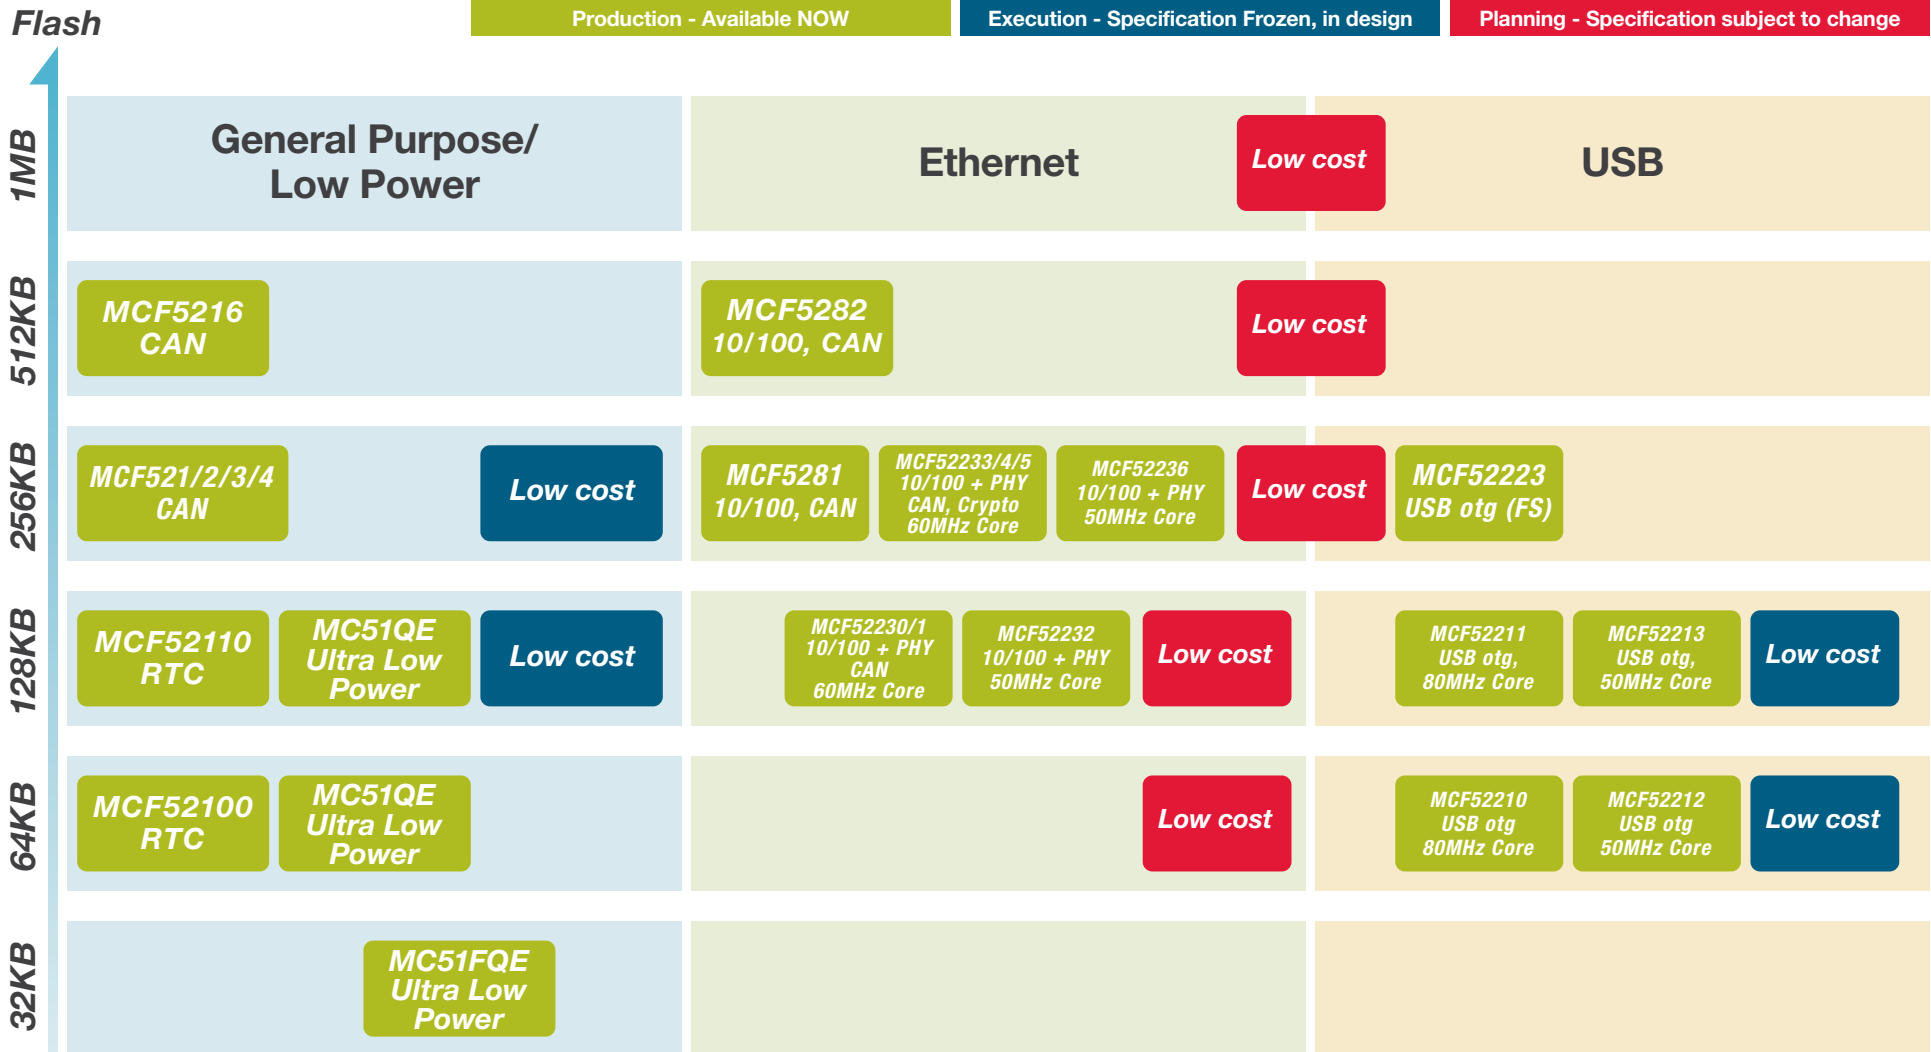 Flash
Production - Available NOW
Execution - Specification Frozen, in design
Planning - Specification subject to change
1MB
General Purpose/
Low Power
Ethernet
Low cost
USB
512KB
MCF5216
CAN
MCF5282
10/100, CAN
Low cost
256KB
MCF521/2/3/4
CAN
Low cost
MCF5281
10/100, CAN
MCF52233/4/5
10/100 + PHY
CAN, Crypto
60MHz Core
MCF52236
10/100 + PHY
50MHz Core
Low cost
MCF52223
USB otg (FS)
128KB
MCF52110
RTC
MC51QE
Ultra Low
Power
Low cost
MCF52230/1
10/100 + PHY
CAN
60MHz Core
MCF52232
10/100 + PHY
50MHz Core
Low cost
MCF52211
USB otg,
80MHz Core
MCF52213
USB otg,
50MHz Core
Low cost
64KB
MCF52100
RTC
MC51QE
Ultra Low
Power
Low cost
MCF52210
USB otg
80MHz Core
MCF52212
USB otg
50MHz Core
Low cost
32KB
MC51FQE
Ultra Low
Power